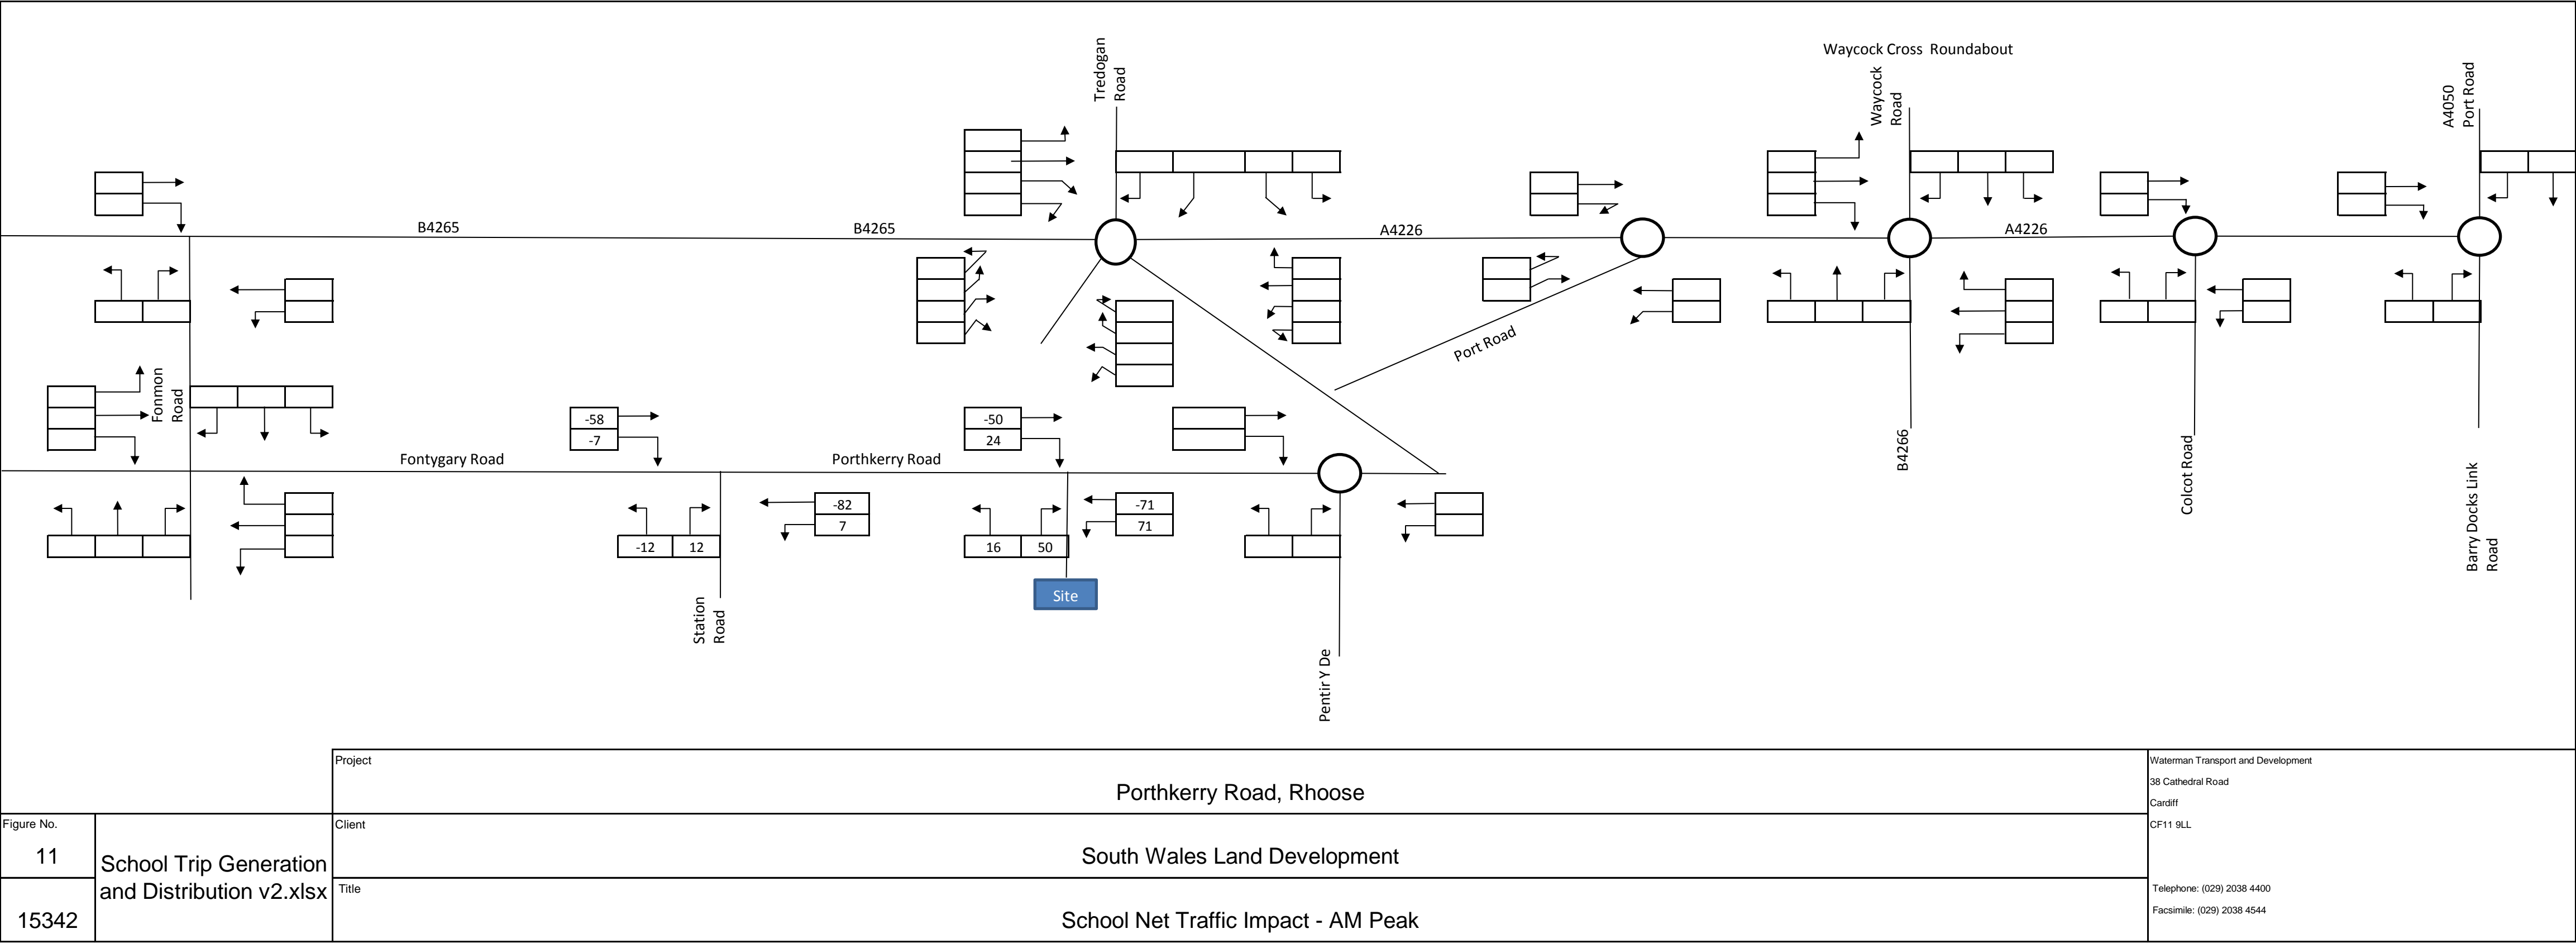 Waycock Cross Roundabout
Tredogan
Road
Waycock
Road
A4050
Port Road
B4265
B4265
A4226
A4226
Port Road
Fonmon
Road
-58
-7
-50
24
Fontygary Road
Porthkerry Road
B4266
Colcot Road
Barry Docks Link
Road
-82
7
-71
71
-12 12
16 50
Site
Station
Road
Pentir Y De
Project
Porthkerry Road, Rhoose
Waterman Transport and Development
38 Cathedral Road
Cardiff
CF11 9LL
Figure No.
11
School Trip Generation
and Distribution v2.xlsx
Client
South Wales Land Development
15342
Title
School Net Traffic Impact - AM Peak
Telephone: (029) 2038 4400
Facsimile: (029) 2038 4544